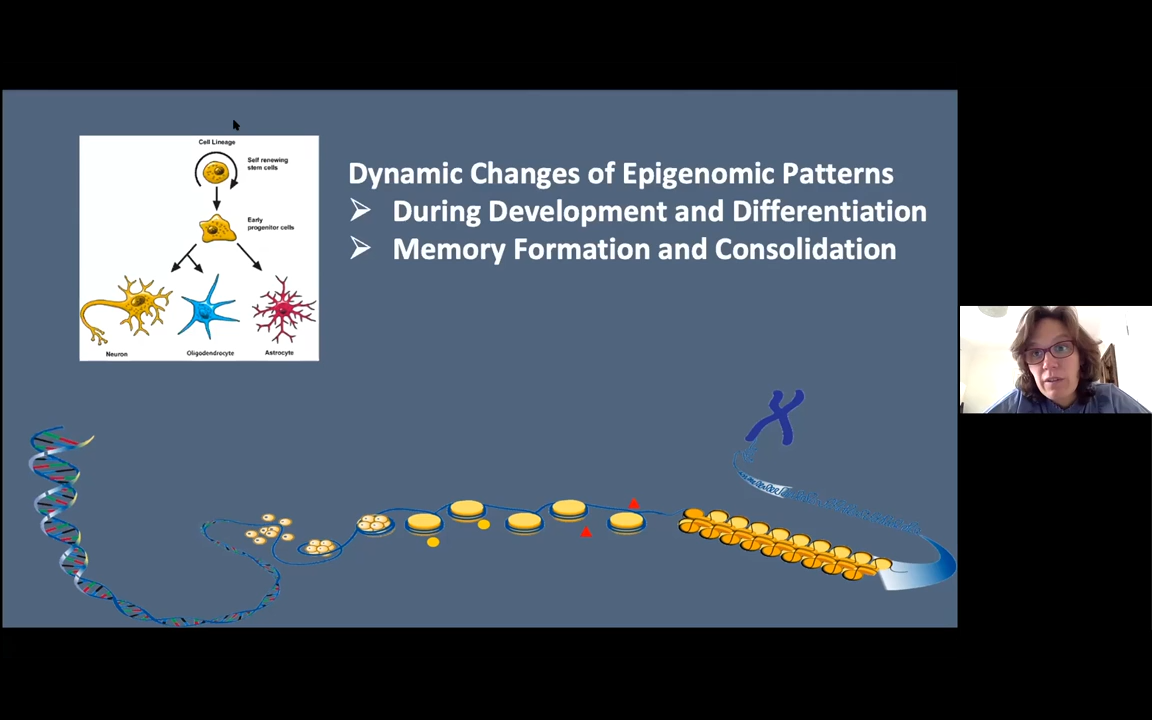 Cell Lineage
Self renewing
stem cells
Early
progenitor cells
Neuron
Oligodendrocyte
Astrocyte
Dynamic Changes of Epigenomic Patterns
➢ During Development and Differentiation
➢ Memory Formation and Consolidation